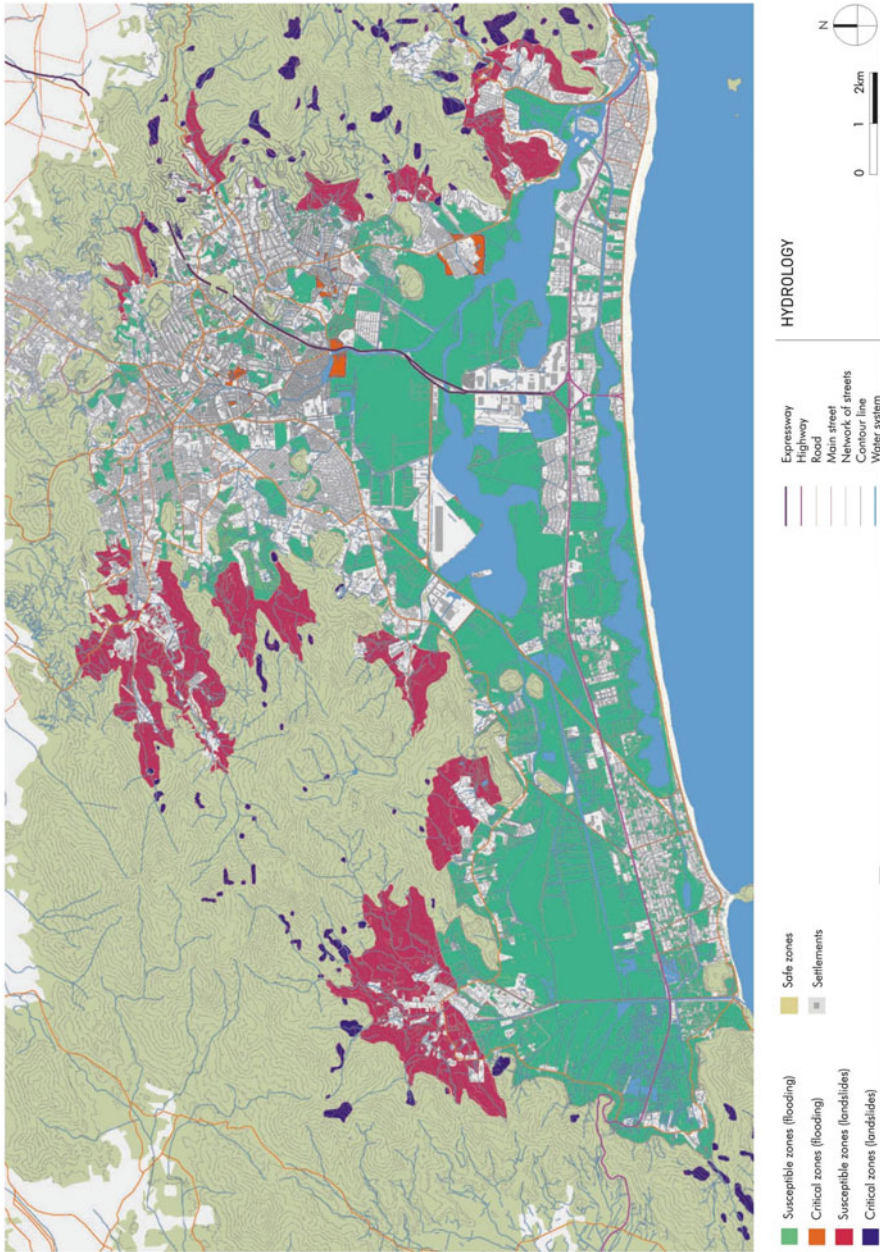 Susceptible zones (flooding)
Critical zones (flooding)
Susceptible zones (landslides)
Critical zones (landslides)
Safe zones
Settlements
Expressway
Highway
Road
Main street
Network of streets
Contour line
Water system
HYDROLOGY
0 1 2km
N